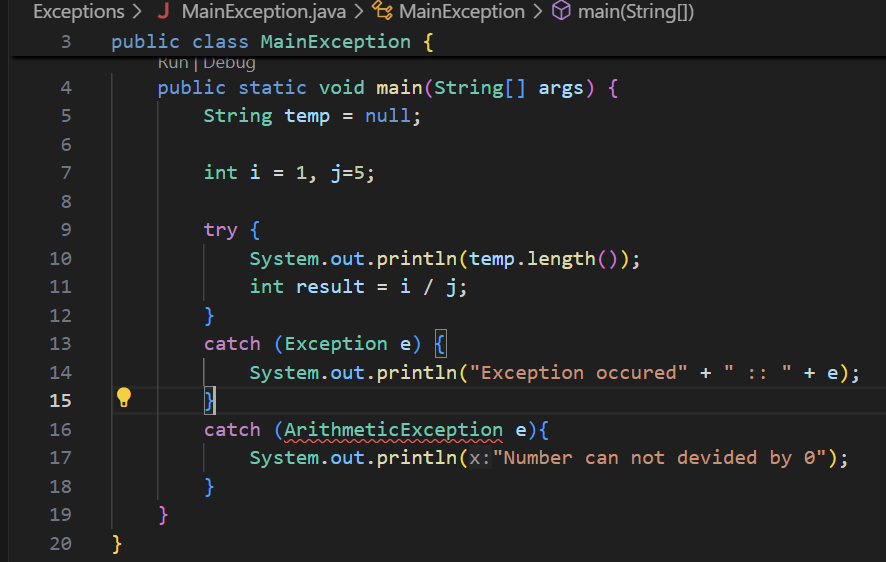 Exceptions > J MainException.java > MainException > main(String[])
3 public class MainException {
Run | Debug
4 public static void main(String[] args) {
5 String temp = null;
6
7 int i = 1, j=5;
8
9 try {
10 System.out.println(temp.length());
11 int result = i / j;
12 }
13 catch (Exception e) {
14 System.out.println("Exception occured" + " :: " + e);
15 }
16 catch (ArithmeticException e){
17 System.out.println(x:"Number can not devided by 0");
18 }
19 }
20 }